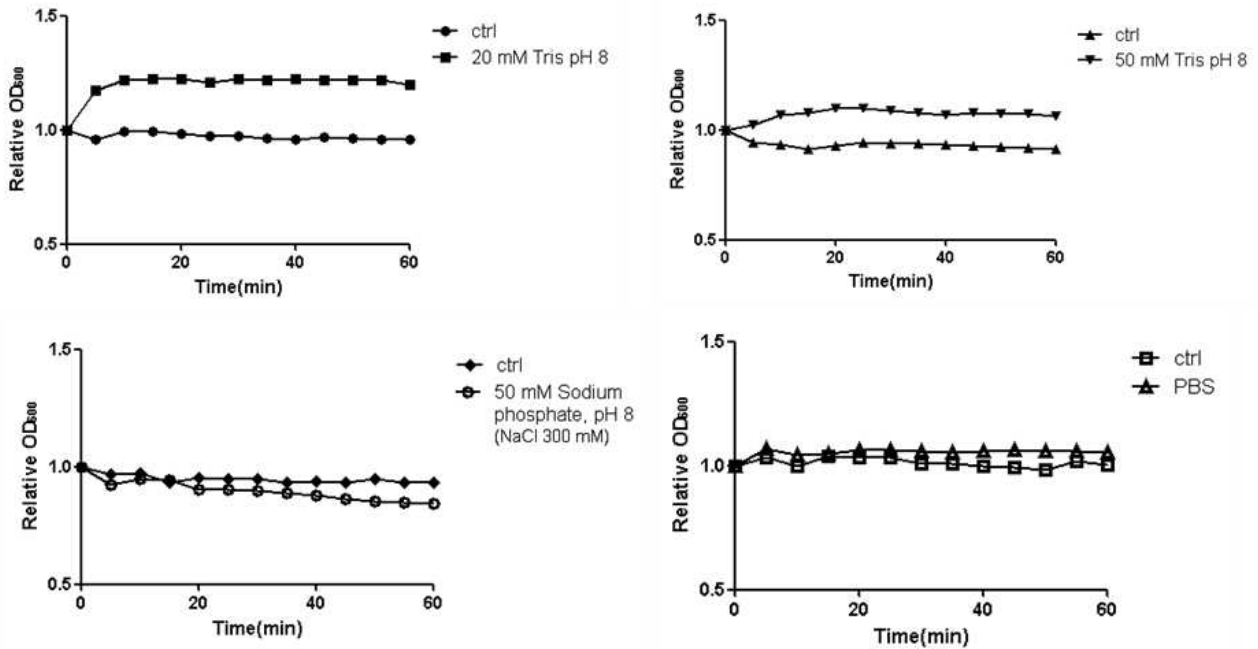 1.5
1.0
0.5
Relative OD600
0
20
40
60
Time(min)
ctrl
20 mM Tris pH 8
1.5
1.0
0.5
Relative OD600
0
20
40
60
Time(min)
ctrl
50 mM Tris pH 8
1.5
1.0
0.5
Relative OD600
0
20
40
60
Time(min)
ctrl
50 mM Sodium
phosphate, pH 8
(NaCl 300 mM)
1.5
1.0
0.5
Relative OD600
0
20
40
60
Time(min)
ctrl
PBS